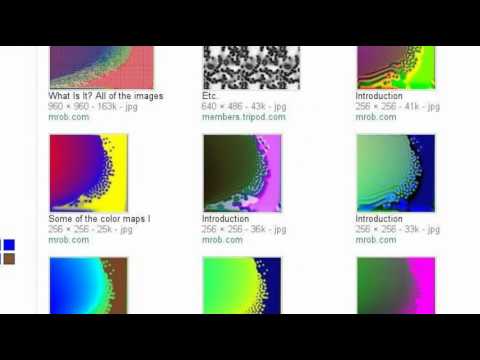 What Is It? All of the images
960 × 960 - 163k - jpg
mrob.com
Etc.
640 × 486 - 43k - jpg
members.tripod.com
Introduction
256 × 256 - 41k - jpg
mrob.com
Some of the color maps I
256 × 256 - 25k - jpg
mrob.com
Introduction
256 × 256 - 36k - jpg
mrob.com
Introduction
256 × 256 - 33k - jpg
mrob.com